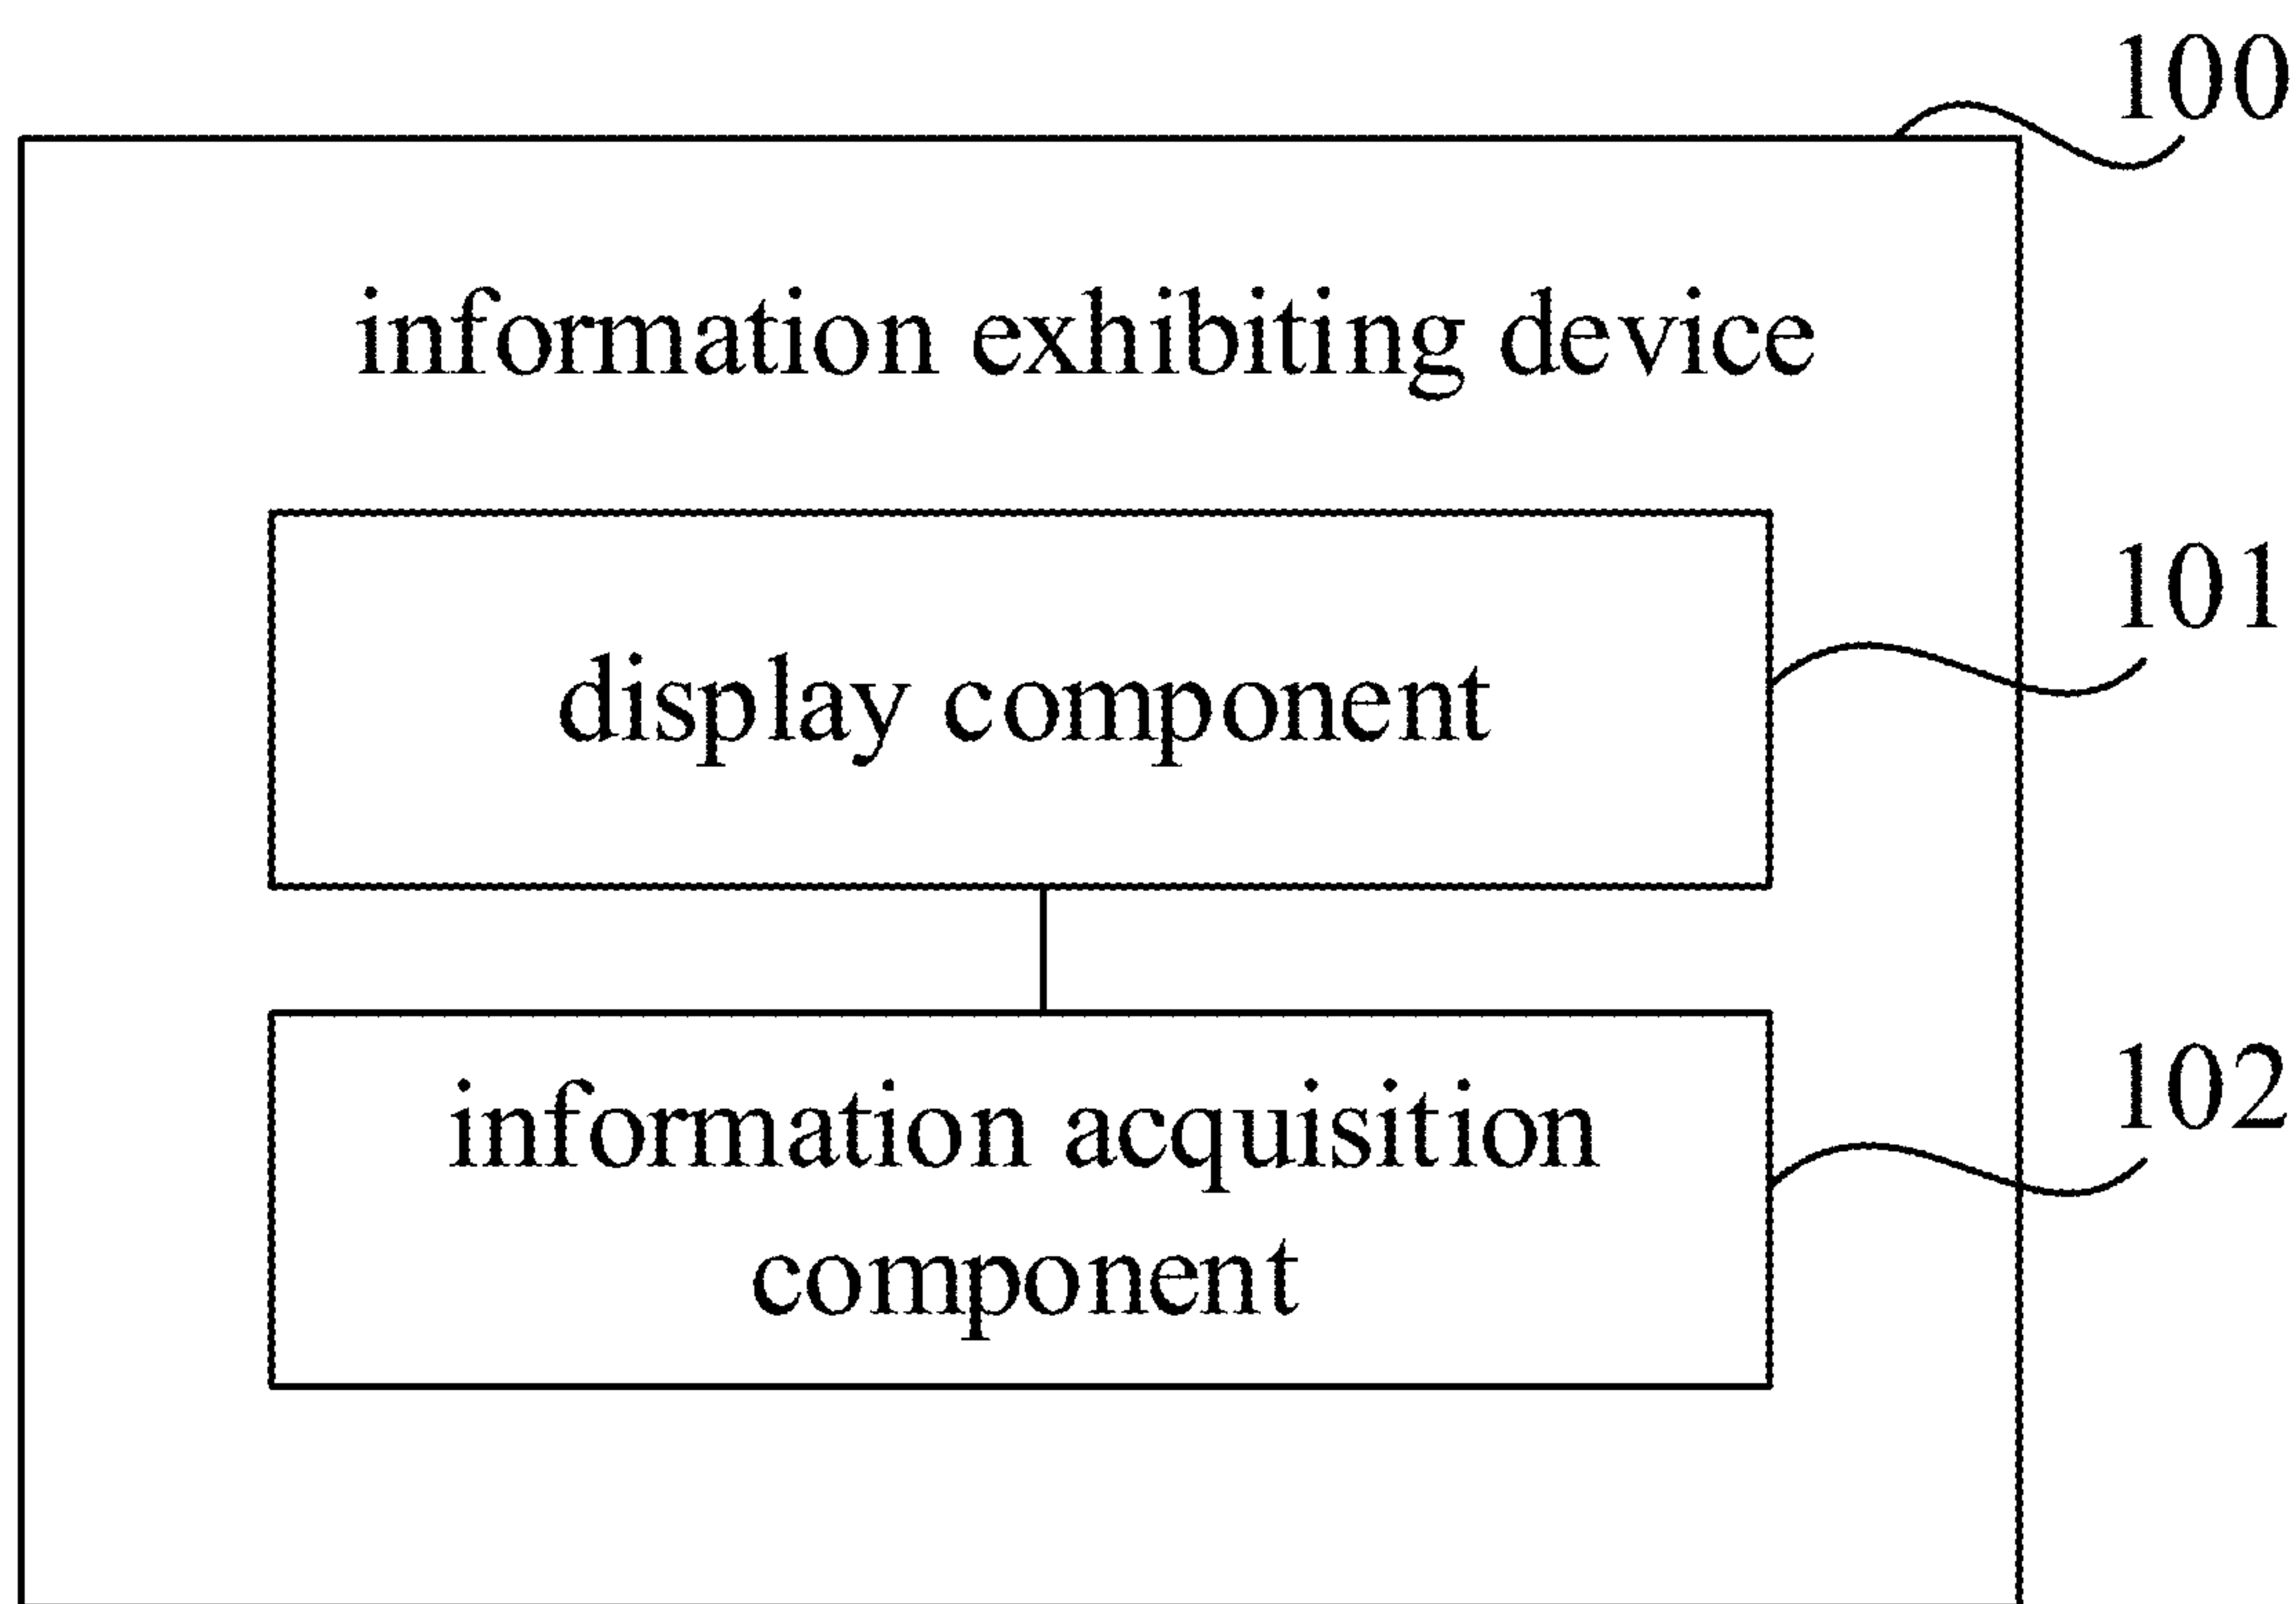 100
information exhibiting device
101
display component
102
information acquisition
component